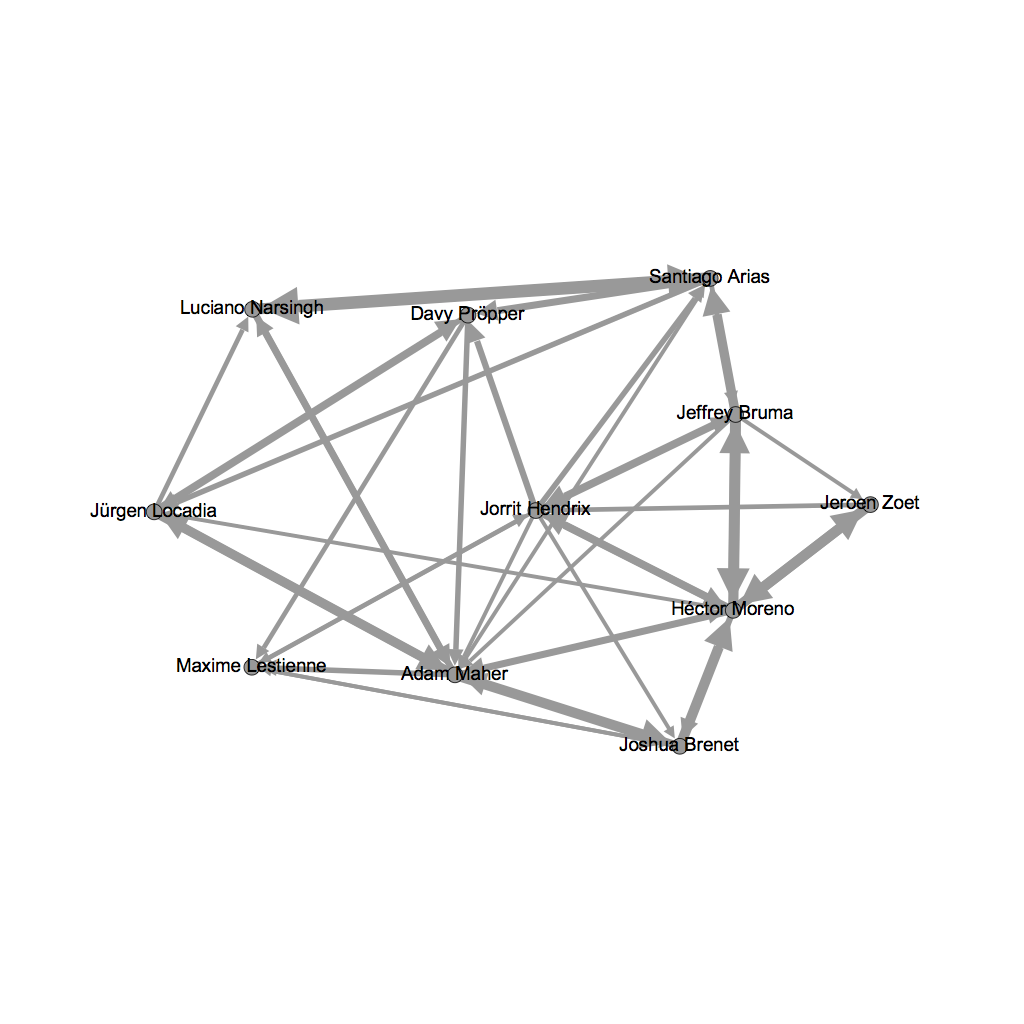 Santiago Arias
Luciano Narsingh
Davy Pröpper
Jeffrey Bruma
Jeroen Zoet
Jürgen Locadia
Jorrit Hendrix
Héctor Moreno
Maxime Lestienne
Adam Maher
Joshua Brenet